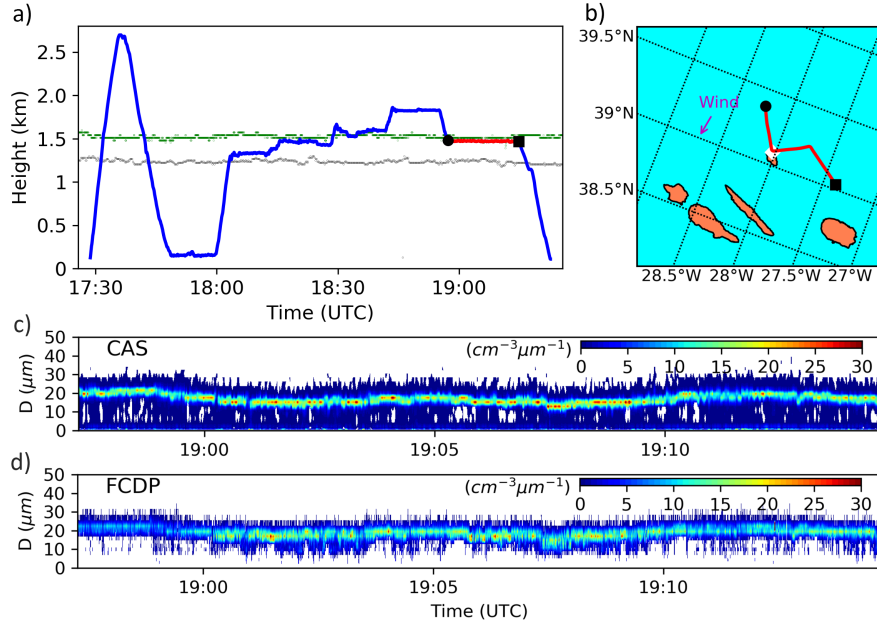 a)
2.5
2.0
1.5
1.0
0.5
0
Height (km)
17:30 18:00 18:30 19:00
Time (UTC)
b)
39.5°N
39°N
38.5°N
Wind
28.5°W 28°W 27.5°W 27°W
c)
CAS
(cm⁻³μm⁻¹)
0 5 10 15 20 25 30
50
40
30
20
10
0
D (μm)
19:00 19:05 19:10
d)
FCDP
(cm⁻³μm⁻¹)
0 5 10 15 20 25 30
50
40
30
20
10
0
D (μm)
19:00 19:05 19:10
Time (UTC)